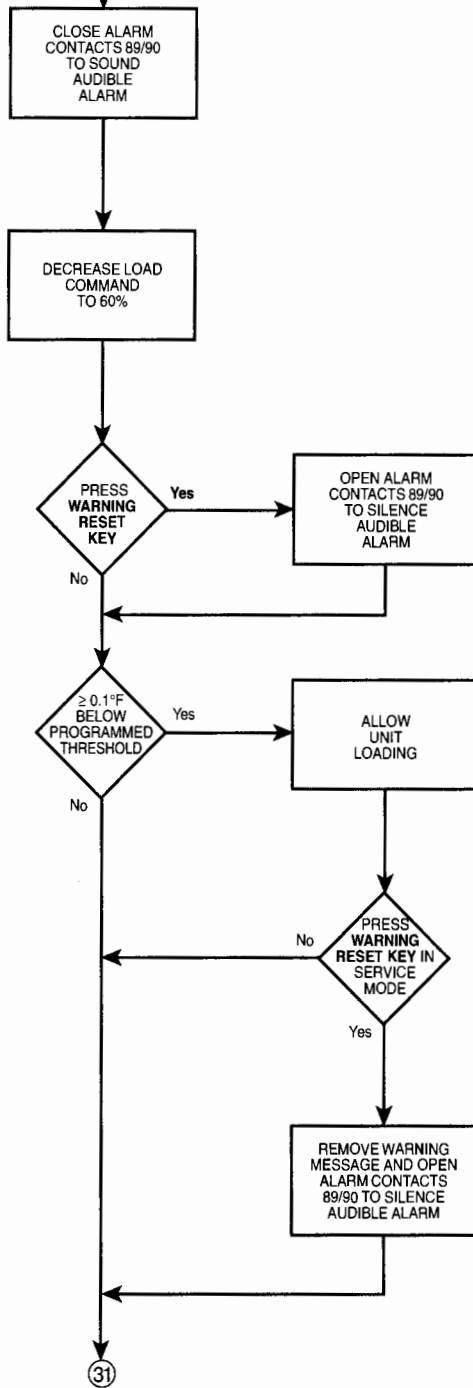 CLOSE ALARM
CONTACTS 89/90
TO SOUND
AUDIBLE
ALARM
DECREASE LOAD
COMMAND
TO 60%
PRESS
WARNING
RESET
KEY
Yes
No
OPEN ALARM
CONTACTS 89/90
TO SILENCE
AUDIBLE
ALARM
≥ 0.1°F
BELOW
PROGRAMMED
THRESHOLD
Yes
No
ALLOW
UNIT
LOADING
PRESS
WARNING
RESET KEY IN
SERVICE
MODE
No
Yes
REMOVE WARNING
MESSAGE AND OPEN
ALARM CONTACTS
89/90 TO SILENCE
AUDIBLE ALARM
31